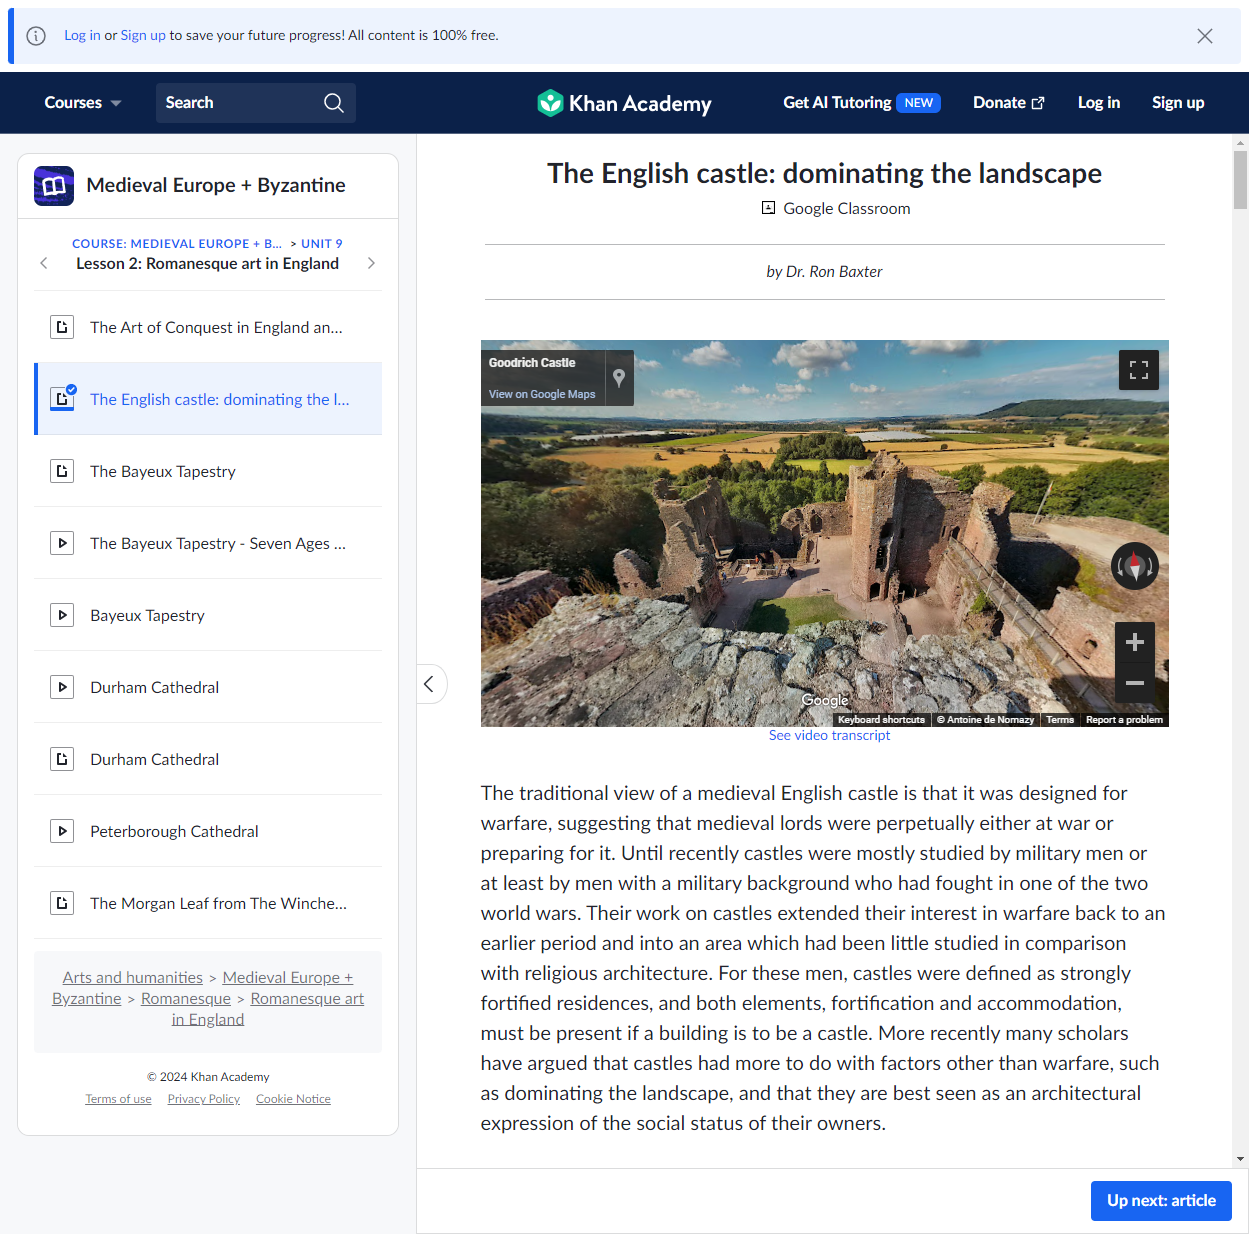 Log in or Sign up to save your future progress! All content is 100% free.
Courses
Search
Khan Academy
Get AI Tutoring NEW
Donate
Log in
Sign up
Medieval Europe + Byzantine
COURSE: MEDIEVAL EUROPE + B... > UNIT 9
Lesson 2: Romanesque art in England
The Art of Conquest in England an...
The English castle: dominating the l...
The Bayeux Tapestry
The Bayeux Tapestry - Seven Ages ...
Bayeux Tapestry
Durham Cathedral
Durham Cathedral
Peterborough Cathedral
The Morgan Leaf from The Winche...
Arts and humanities > Medieval Europe +
Byzantine > Romanesque > Romanesque art
in England
© 2024 Khan Academy
Terms of use Privacy Policy Cookie Notice
The English castle: dominating the landscape
Google Classroom
by Dr. Ron Baxter
Goodrich Castle
View on Google Maps
Google
Keyboard shortcuts © Antoine de Nomazy Terms Report a problem
See video transcript
The traditional view of a medieval English castle is that it was designed for
warfare, suggesting that medieval lords were perpetually either at war or
preparing for it. Until recently castles were mostly studied by military men or
at least by men with a military background who had fought in one of the two
world wars. Their work on castles extended their interest in warfare back to an
earlier period and into an area which had been little studied in comparison
with religious architecture. For these men, castles were defined as strongly
fortified residences, and both elements, fortification and accommodation,
must be present if a building is to be a castle. More recently many scholars
have argued that castles had more to do with factors other than warfare, such
as dominating the landscape, and that they are best seen as an architectural
expression of the social status of their owners.
Up next: article